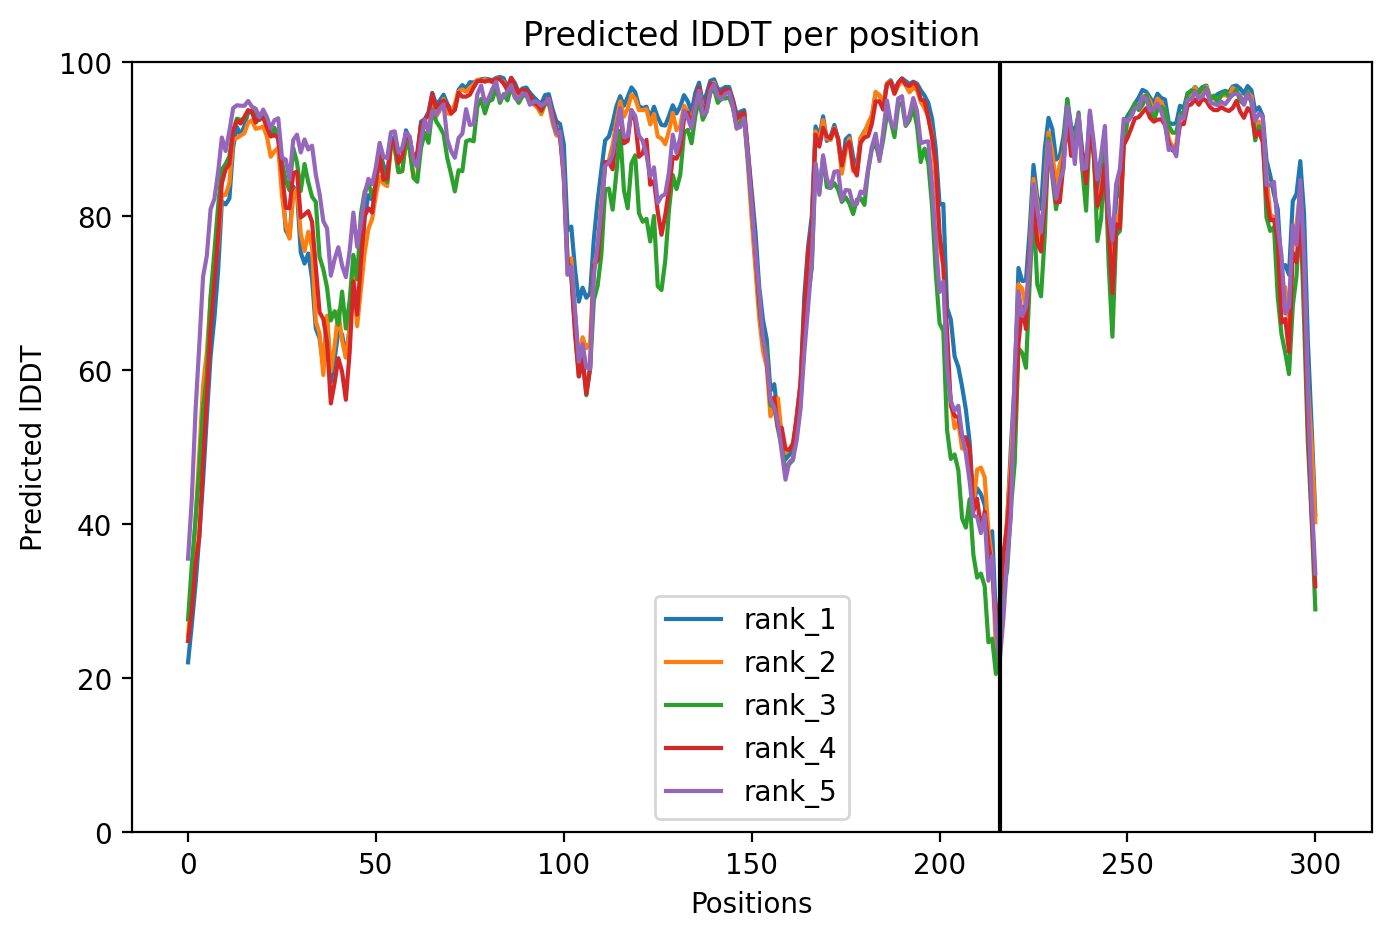 Predicted lDDT per position
100
80
60
40
20
0
Predicted lDDT
rank_1
rank_2
rank_3
rank_4
rank_5
0 50 100 150 200 250 300
Positions